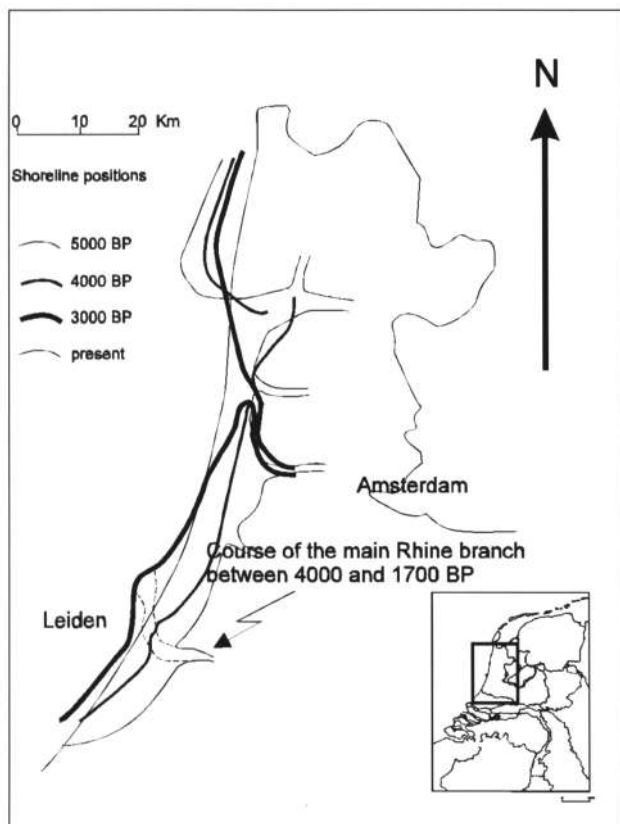 N
0 10 20 Km
Shoreline positions
5000 BP
4000 BP
3000 BP
present
Amsterdam
Course of the main Rhine branch
between 4000 and 1700 BP
Leiden